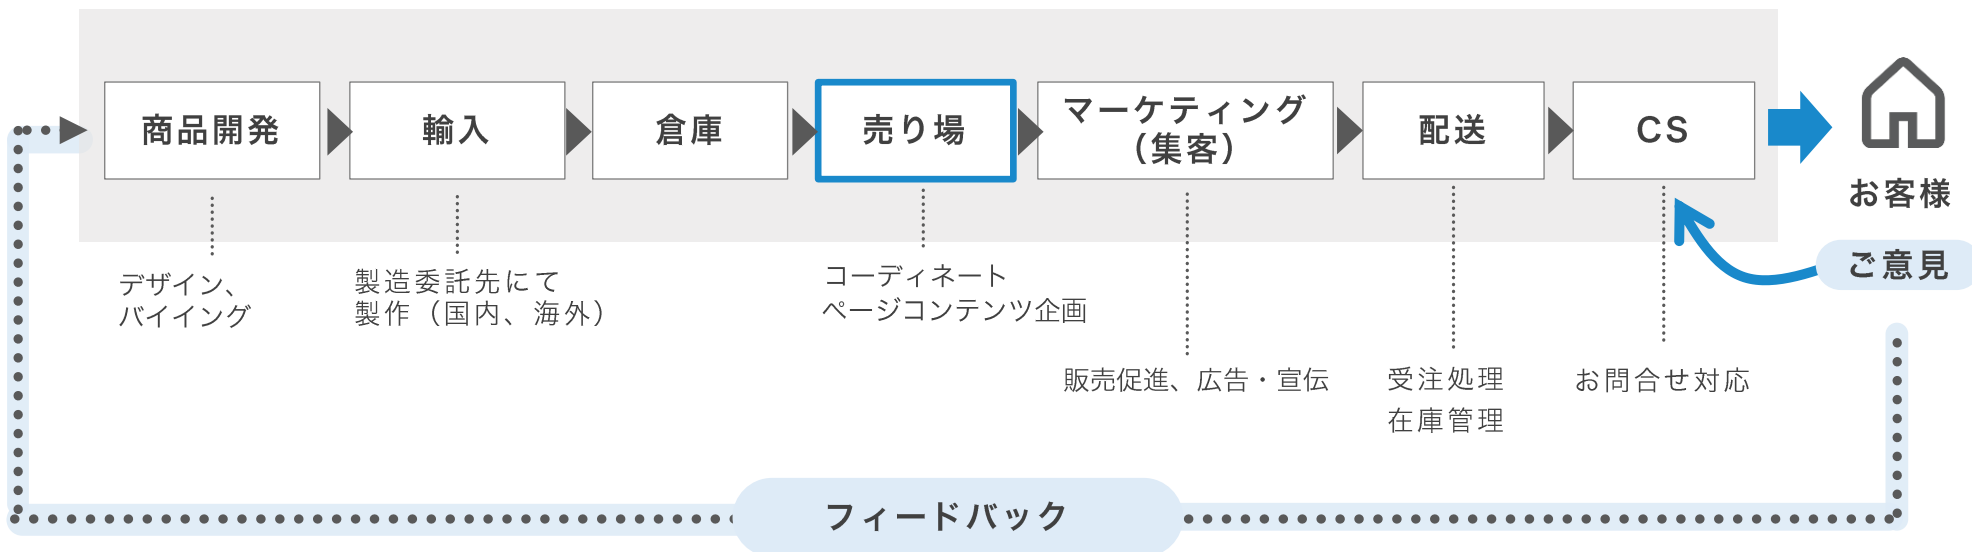 商品開発
輸入
倉庫
売り場
マーケティング
（集客）
配送
CS
お客様
ご意見
デザイン、
バイイング
製造委託先にて
製作（国内、海外）
コーディネート
ページコンテンツ企画
販売促進、広告・宣伝
受注処理
在庫管理
お問合せ対応
フィードバック